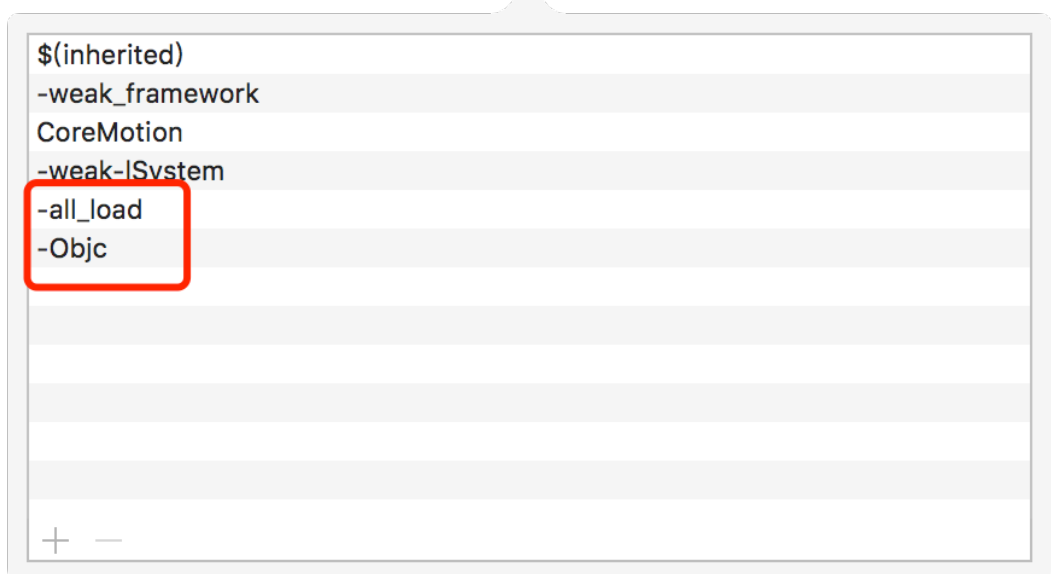 $(inherited)
-weak_framework
CoreMotion
-weak-lSystem
-all_load
-Objc